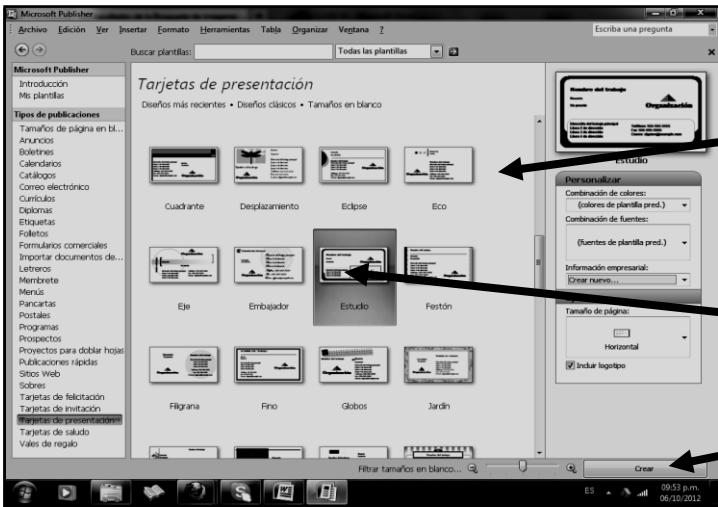 Microsoft Publisher
Archivo Edición Ver Insertar Formato Herramientas Tabla Organizar Ventana ?
Escriba una pregunta
Buscar plantillas:
Todas las plantillas
Microsoft Publisher
Introducción
Mis plantillas
Tipos de publicaciones
Tamaños de página en bl...
Anuncios
Boletines
Calendarios
Catálogos
Correo electrónico
Currículos
Diplomas
Etiquetas
Folletos
Formularios comerciales
Importar documentos de...
Letreros
Membrete
Menús
Pancartas
Postales
Programas
Prospectos
Proyectos para doblar hojas
Publicaciones rápidas
Sitios Web
Sobres
Tarjetas de felicitación
Tarjetas de invitación
Tarjetas de presentación
Tarjetas de saludo
Vales de regalo
Tarjetas de presentación
Diseños más recientes • Diseños clásicos • Tamaños en blanco
Cuadrante
Desplazamiento
Eclipse
Eco
Eje
Embajador
Estudio
Festón
Filigrana
Fino
Globos
Jardín
Nombre del trabajo
Organización
Estudio
Personalizar
Combinación de colores:
(colores de plantilla pred.)
Combinación de fuentes:
(fuentes de plantilla pred.)
Información empresarial:
Crear nuevo...
Tamaño de página:
Horizontal
Incluir logotipo
Filtrar tamaños en blanco...
Crear
ES
09:53 p.m.
06/10/2012